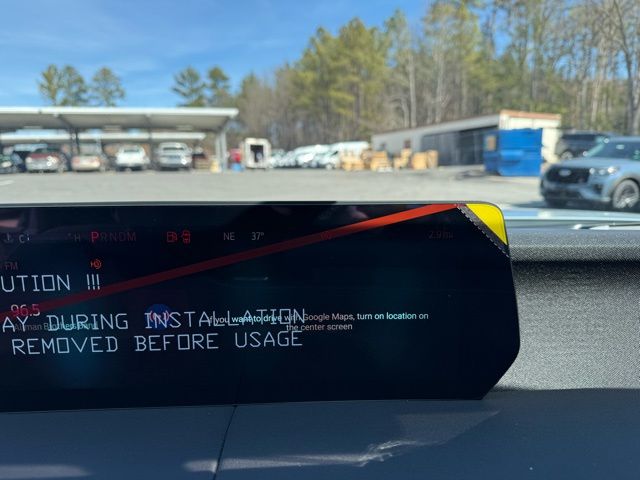 PRNDM
NE 37°
FM
UTION !!!
96.5
AY DURING INSTALLATION
If you want to drive with Google Maps, turn on location on
the center screen
REMOVED BEFORE USAGE